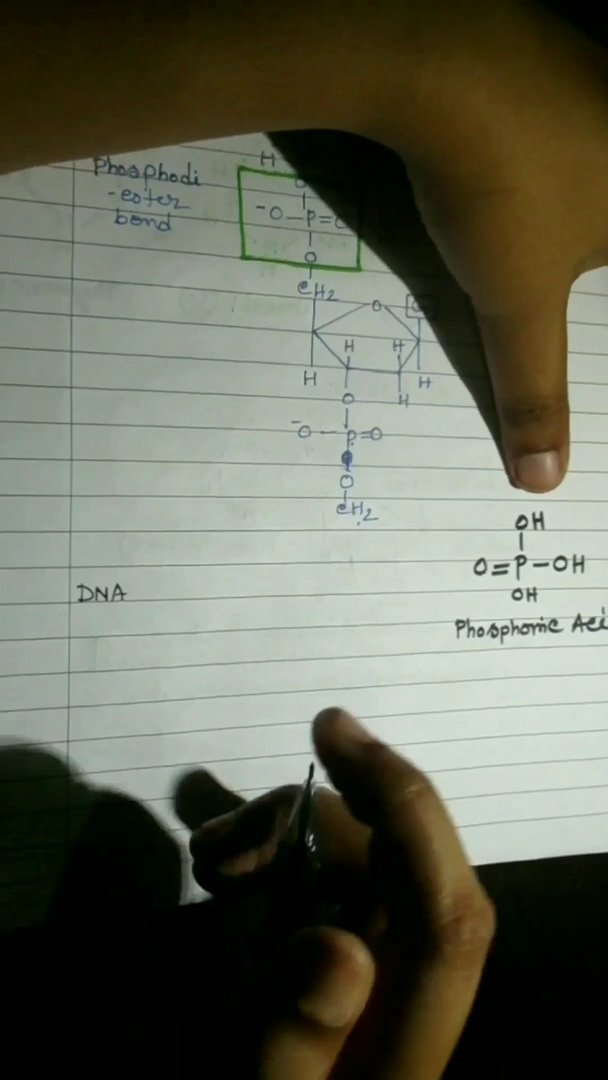 Phosphodi
-ester
bond
H
O
-O-P=
O
CH2
O
H H
H H
O H
-O-P=O
O
CH2
OH
O=P-OH
OH
Phosphoric Aci
DNA